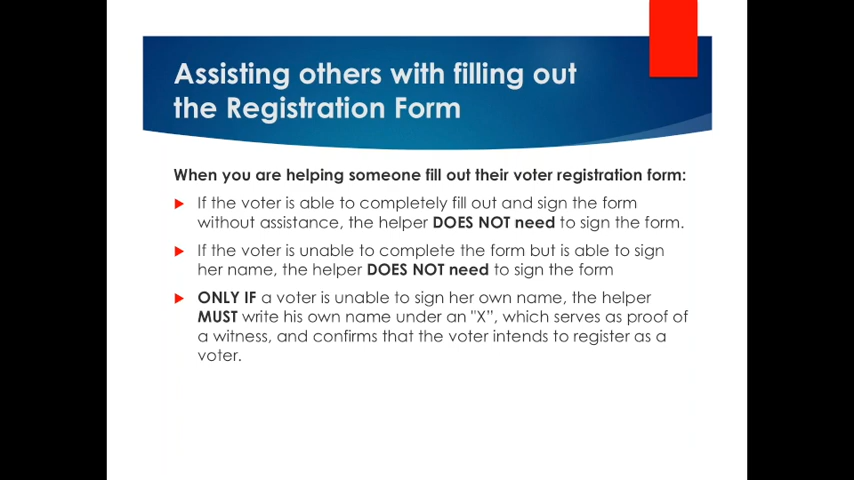 Assisting others with filling out
the Registration Form
When you are helping someone fill out their voter registration form:
If the voter is able to completely fill out and sign the form
without assistance, the helper DOES NOT need to sign the form.
If the voter is unable to complete the form but is able to sign
her name, the helper DOES NOT need to sign the form
ONLY IF a voter is unable to sign her own name, the helper
MUST write his own name under an "X”, which serves as proof of
a witness, and confirms that the voter intends to register as a
voter.